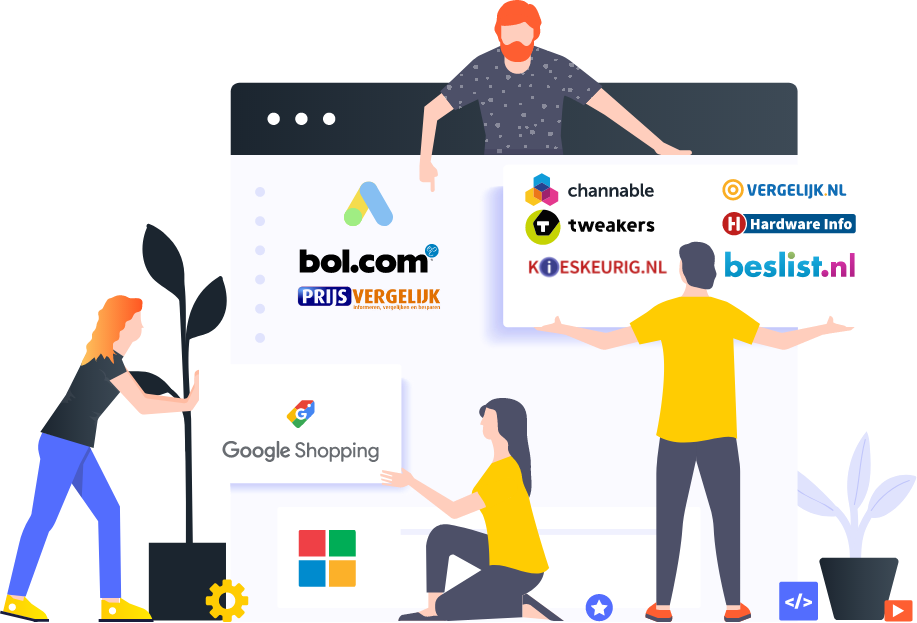 channable
VERGELIJK.NL
tweakers
H Hardware Info
bol.com
KiESKEURIG.NL
beslist.nl
PRIJSVERGELIJK
informeren, vergelijken en besparen
G
Google Shopping
</>